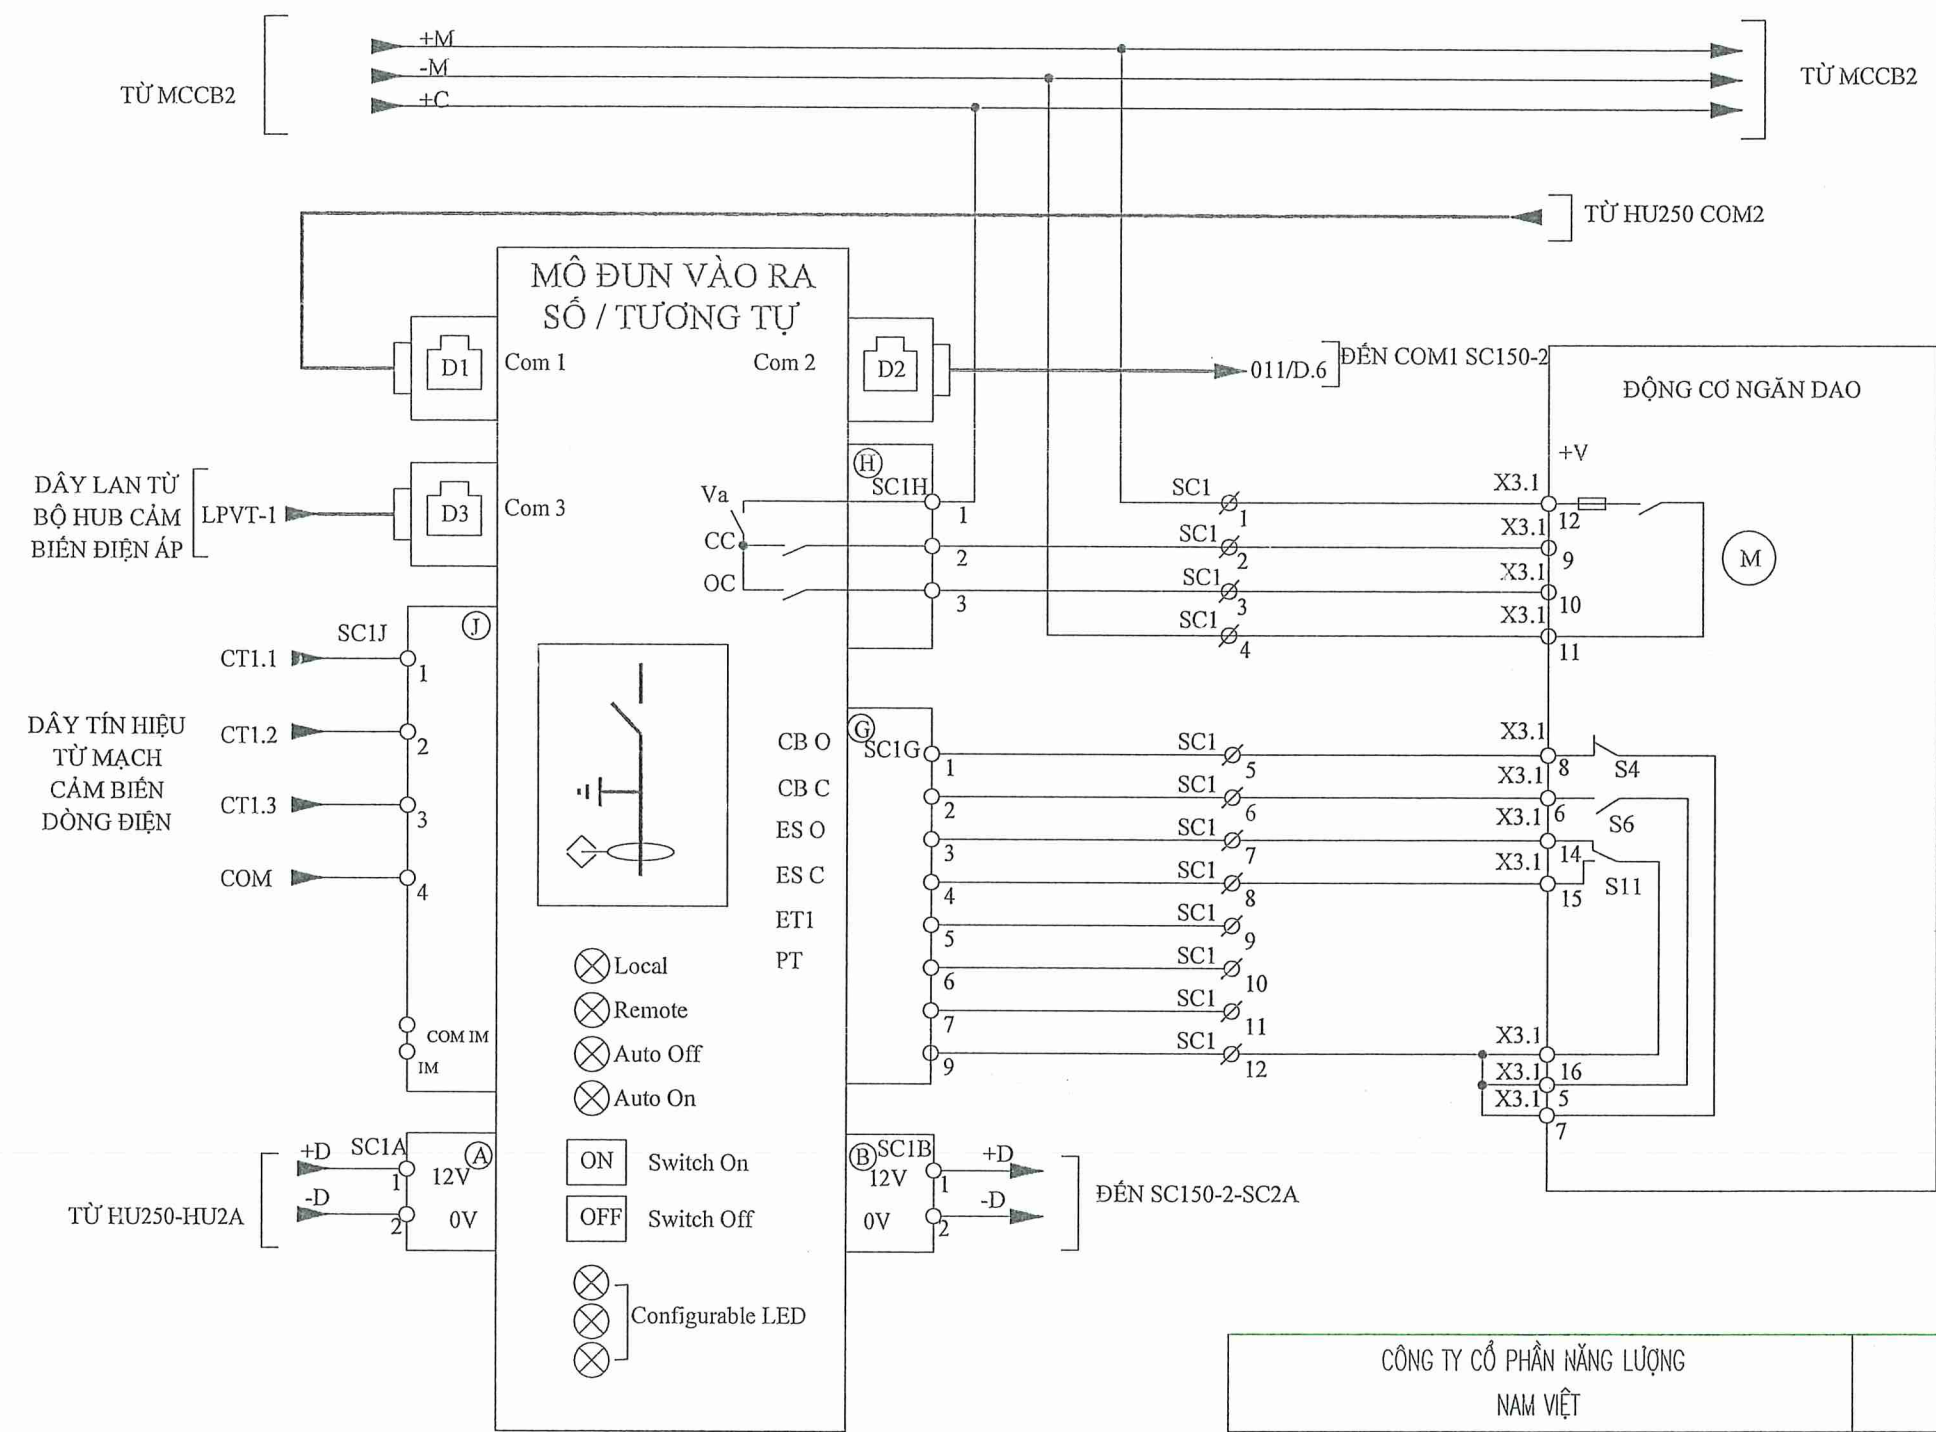 +M
-M
+C
TỪ MCCB2
TỪ MCCB2
TỪ HU250 COM2
MÔ ĐUN VÀO RA
SỐ / TƯƠNG TỰ
D1
Com 1
Com 2
D2
011/D.6
ĐẾN COM1 SC150-2
ĐỘNG CƠ NGĂN DAO
DÂY LAN TỪ
BỘ HUB CẢM
BIẾN ĐIỆN ÁP
LPVT-1
D3
Com 3
H
SC1H
Va
1
CC
2
OC
3
SC1
1
SC1
2
SC1
3
SC1
4
+V
X3.1
12
X3.1
9
X3.1
10
X3.1
11
M
J
SC1J
CT1.1
1
CT1.2
2
CT1.3
3
COM
4
DÂY TÍN HIỆU
TỪ MẠCH
CẢM BIẾN
DÒNG ĐIỆN
COM IM
IM
G
SC1G
CB O
1
CB C
2
ES O
3
ES C
4
ET1
5
PT
6
7
9
SC1
5
SC1
6
SC1
7
SC1
8
SC1
9
SC1
10
SC1
11
SC1
12
X3.1
8
S4
X3.1
6
S6
X3.1
14
X3.1
15
S11
X3.1
16
X3.1
5
X3.1
7
Local
Remote
Auto Off
Auto On
ON
Switch On
OFF
Switch Off
Configurable LED
TỪ HU250-HU2A
+D
SC1A
1
12V
A
-D
2
0V
B
SC1B
12V
1
+D
0V
2
-D
ĐẾN SC150-2-SC2A
CÔNG TY CỔ PHẦN NĂNG LƯỢNG
NAM VIỆT